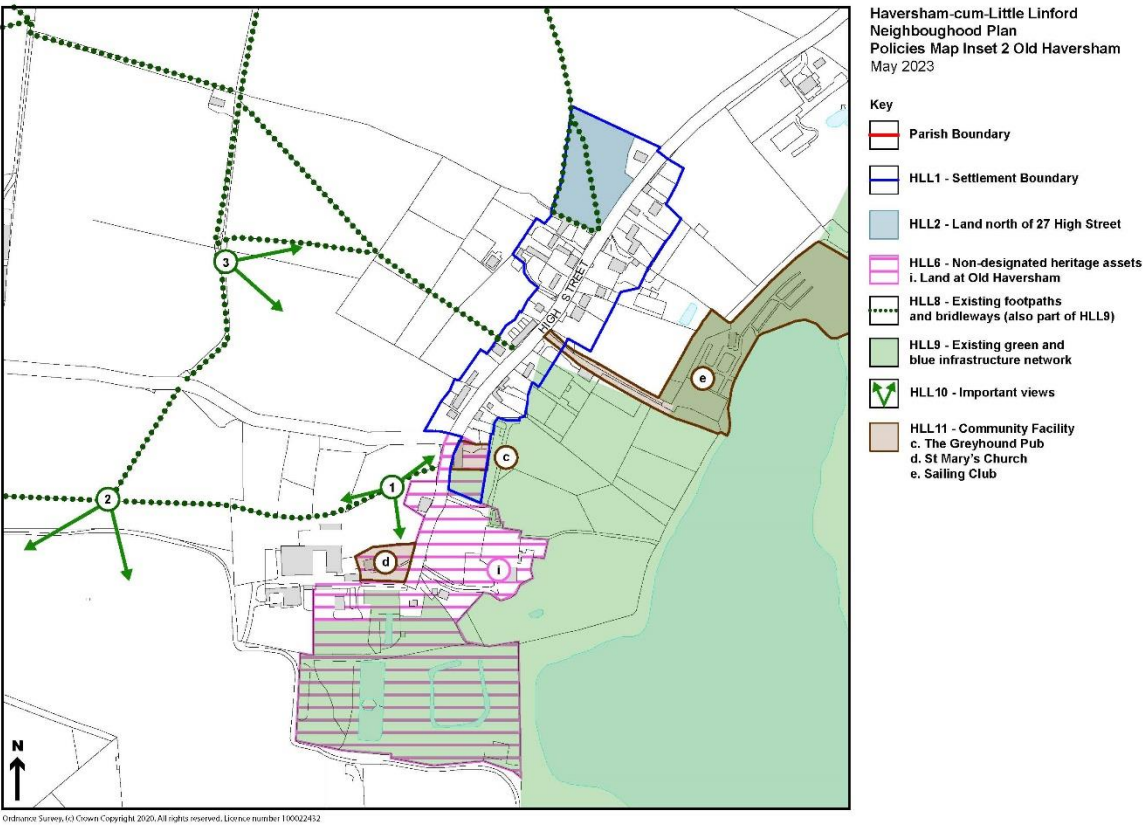 Haversham-cum-Little Linford
Neighboughood Plan
Policies Map Inset 2 Old Haversham
May 2023
Key
Parish Boundary
HLL1 - Settlement Boundary
HLL2 - Land north of 27 High Street
HLL6 - Non-designated heritage assets
i. Land at Old Haversham
HLL8 - Existing footpaths
and bridleways (also part of HLL9)
HLL9 - Existing green and
blue infrastructure network
HLL10 - Important views
HLL11 - Community Facility
c. The Greyhound Pub
d. St Mary's Church
e. Sailing Club
3
HIGH STREET
e
c
1
2
d
i
N
Ordnance Survey, (c) Crown Copyright 2020. All rights reserved. Licence number 100022432